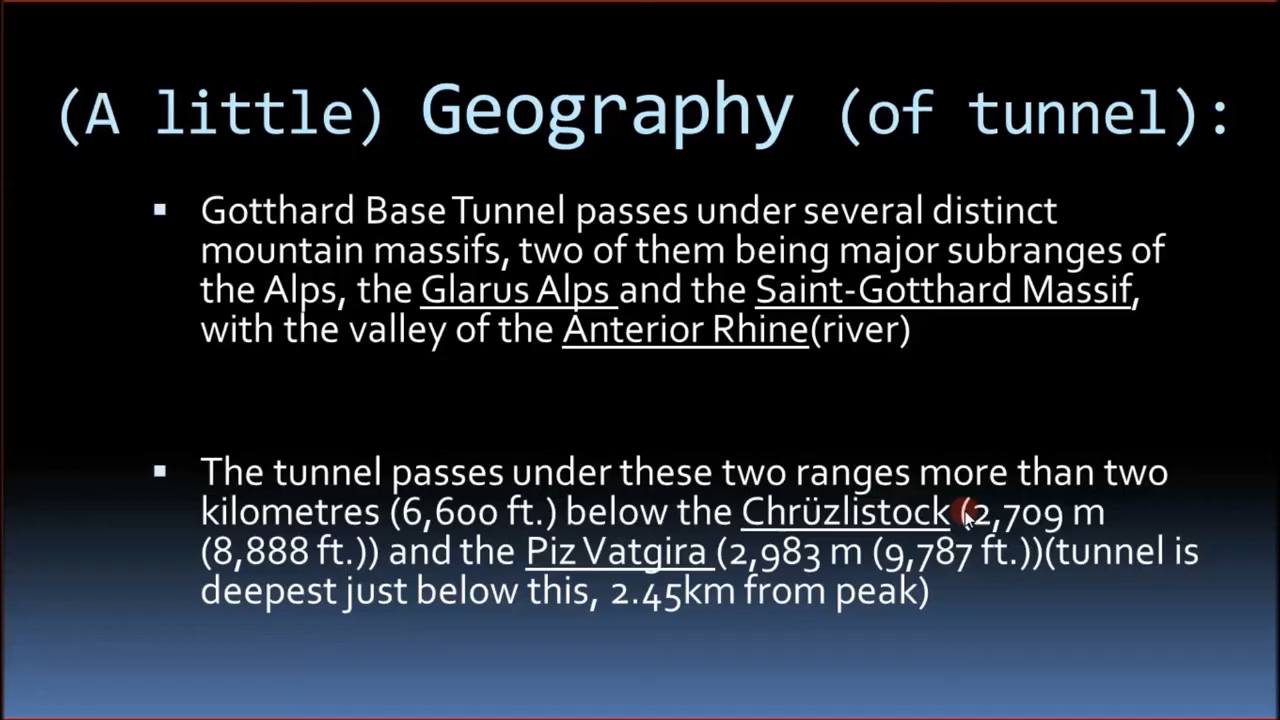 (A little) Geography (of tunnel):
▪ Gotthard Base Tunnel passes under several distinct
mountain massifs, two of them being major subranges of
the Alps, the Glarus Alps and the Saint-Gotthard Massif,
with the valley of the Anterior Rhine(river)
▪ The tunnel passes under these two ranges more than two
kilometres (6,600 ft.) below the Chrüzlistock (2,709 m
(8,888 ft.)) and the Piz Vatgira (2,983 m (9,787 ft.))(tunnel is
deepest just below this, 2.45km from peak)